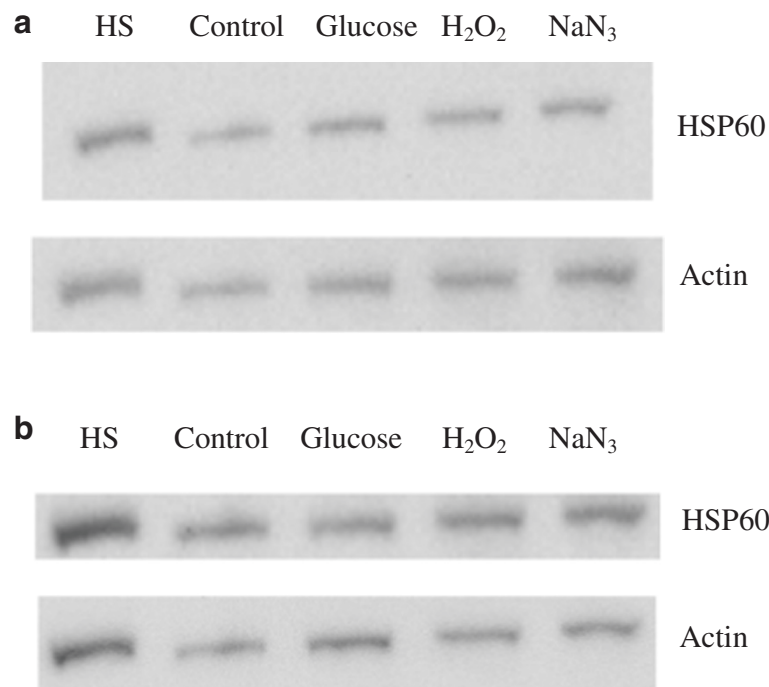 a HS Control Glucose H₂O₂ NaN₃
HSP60
Actin
b HS Control Glucose H₂O₂ NaN₃
HSP60
Actin